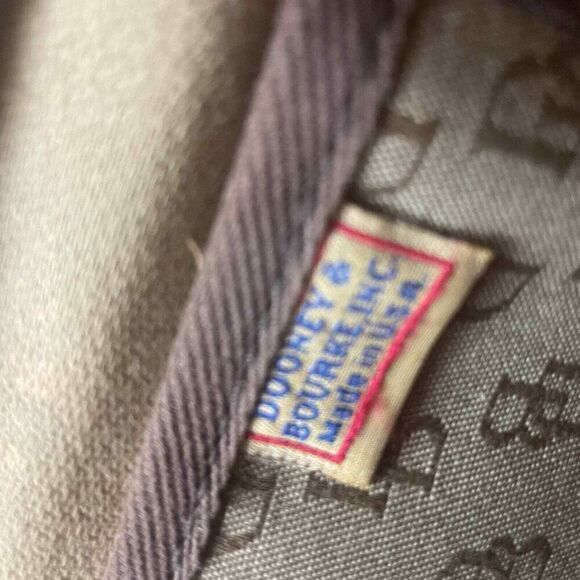 DOONEY &
BOURKE, INC.
Made in U.S.A.